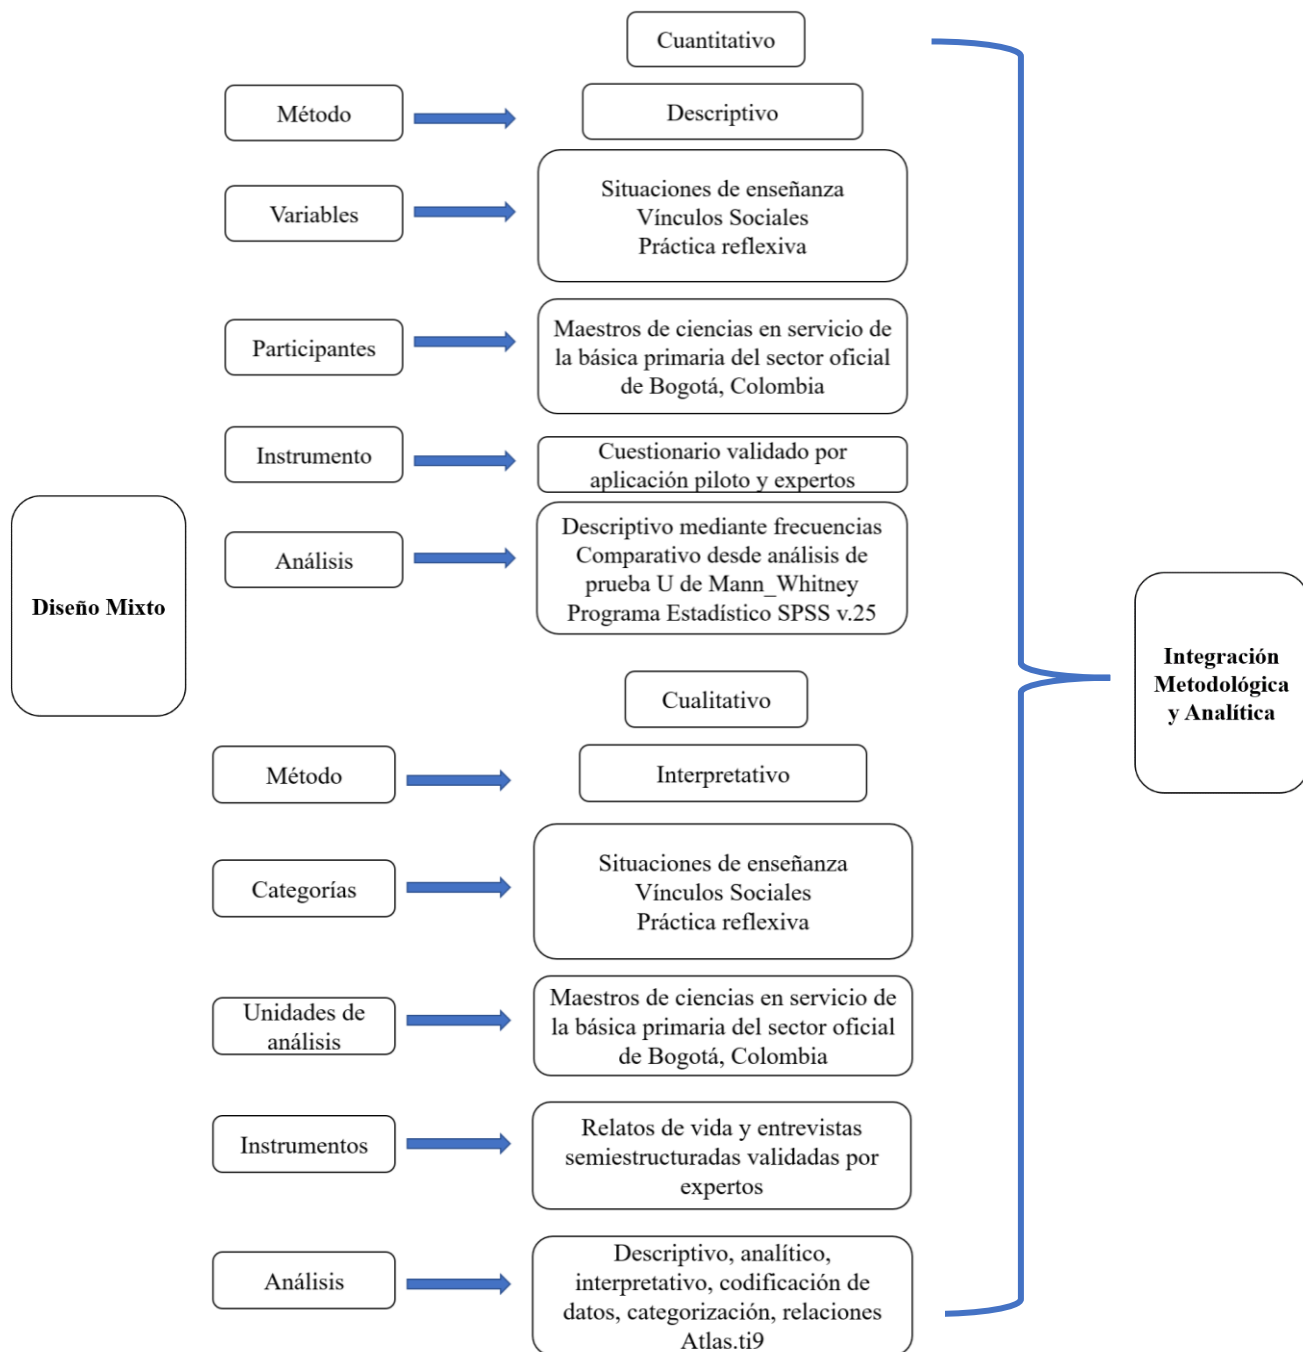 Cuantitativo
Método
Descriptivo
Variables
Situaciones de enseñanza
Vínculos Sociales
Práctica reflexiva
Participantes
Maestros de ciencias en servicio de
la básica primaria del sector oficial
de Bogotá, Colombia
Instrumento
Cuestionario validado por
aplicación piloto y expertos
Análisis
Descriptivo mediante frecuencias
Comparativo desde análisis de
prueba U de Mann_Whitney
Programa Estadístico SPSS v.25
Diseño Mixto
Integración
Metodológica
y Analítica
Cualitativo
Método
Interpretativo
Categorías
Situaciones de enseñanza
Vínculos Sociales
Práctica reflexiva
Unidades de
análisis
Maestros de ciencias en servicio de
la básica primaria del sector oficial
de Bogotá, Colombia
Instrumentos
Relatos de vida y entrevistas
semiestructuradas validadas por
expertos
Análisis
Descriptivo, analítico,
interpretativo, codificación de
datos, categorización, relaciones
Atlas.ti9